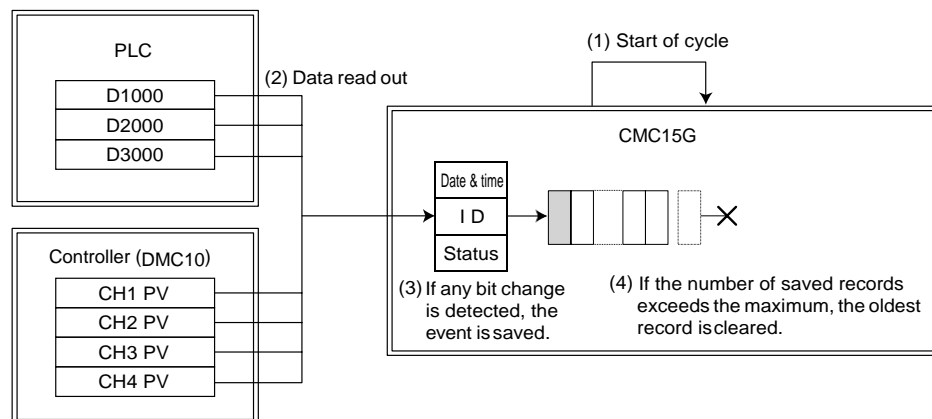 PLC
D1000
D2000
D3000
(2) Data read out
(1) Start of cycle
CMC15G
Date & time
I D
Status
(3) If any bit change
is detected, the
event is saved.
(4) If the number of saved records
exceeds the maximum, the oldest
record is cleared.
Controller (DMC10)
CH1 PV
CH2 PV
CH3 PV
CH4 PV